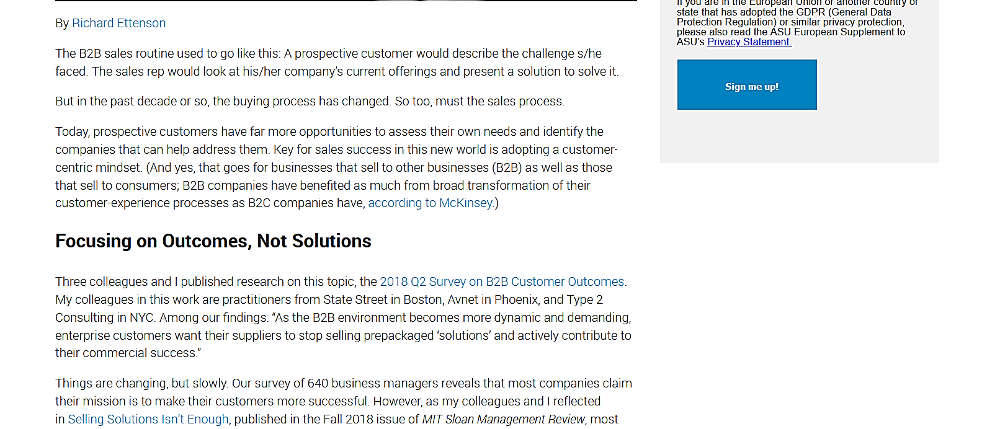 By Richard Ettenson
The B2B sales routine used to go like this: A prospective customer would describe the challenge s/he
faced. The sales rep would look at his/her company’s current offerings and present a solution to solve it.
But in the past decade or so, the buying process has changed. So too, must the sales process.
Today, prospective customers have far more opportunities to assess their own needs and identify the
companies that can help address them. Key for sales success in this new world is adopting a customer-
centric mindset. (And yes, that goes for businesses that sell to other businesses (B2B) as well as those
that sell to consumers; B2B companies have benefited as much from broad transformation of their
customer-experience processes as B2C companies have, according to McKinsey.)
Focusing on Outcomes, Not Solutions
Three colleagues and I published research on this topic, the 2018 Q2 Survey on B2B Customer Outcomes.
My colleagues in this work are practitioners from State Street in Boston, Avnet in Phoenix, and Type 2
Consulting in NYC. Among our findings: “As the B2B environment becomes more dynamic and demanding,
enterprise customers want their suppliers to stop selling prepackaged ‘solutions’ and actively contribute to
their commercial success.”
Things are changing, but slowly. Our survey of 640 business managers reveals that most companies claim
their mission is to make their customers more successful. However, as my colleagues and I reflected
in Selling Solutions Isn’t Enough, published in the Fall 2018 issue of MIT Sloan Management Review, most
If you are in the European Union or another country or
state that has adopted the GDPR (General Data
Protection Regulation) or similar privacy protection,
please also read the ASU European Supplement to
ASU’s Privacy Statement.
Sign me up!